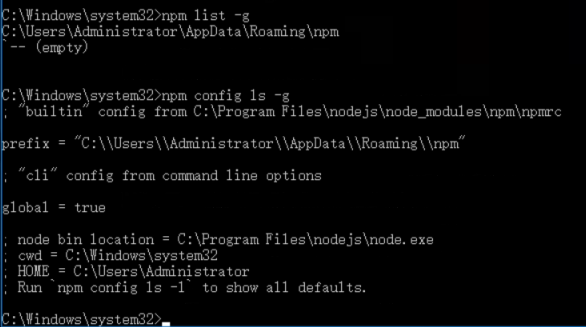 C:\Windows\system32>npm list -g
C:\Users\Administrator\AppData\Roaming\npm
`-- (empty)
C:\Windows\system32>npm config ls -g
; "builtin" config from C:\Program Files\nodejs\node_modules\npm\npmrc
prefix = "C:\\Users\\Administrator\\AppData\\Roaming\\npm"
; "cli" config from command line options
global = true
; node bin location = C:\Program Files\nodejs\node.exe
; cwd = C:\Windows\system32
; HOME = C:\Users\Administrator
; Run `npm config ls -l` to show all defaults.
C:\Windows\system32>